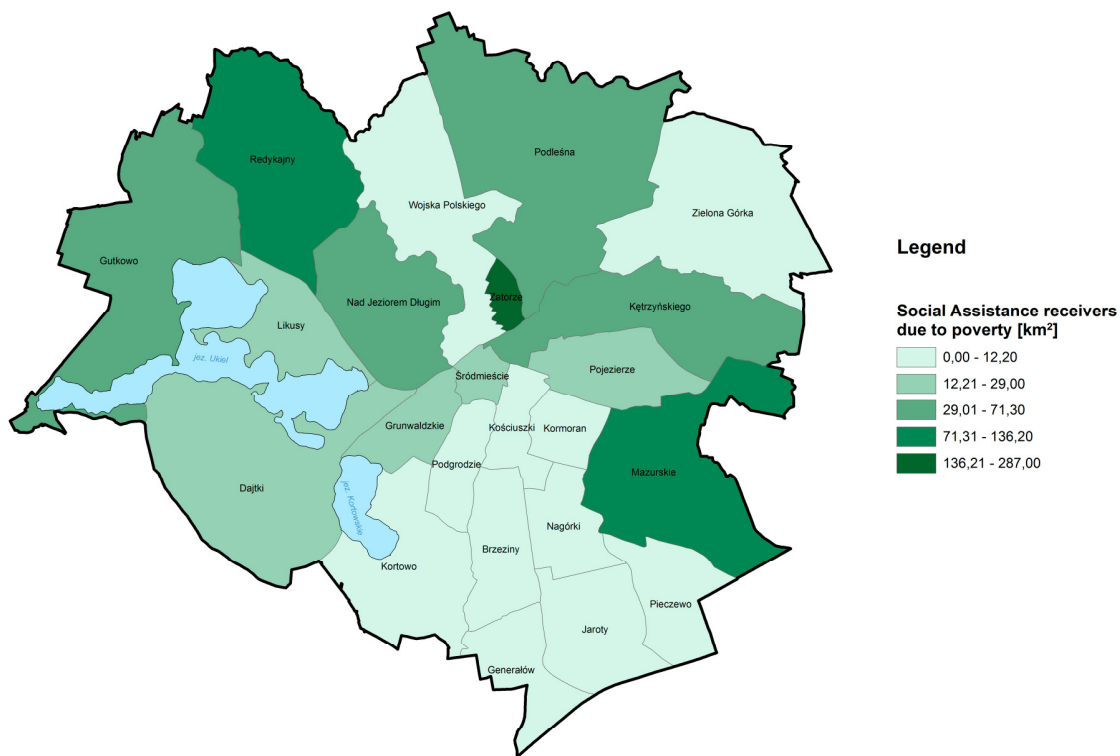 Redykajny
Podleśna
Wojska Polskiego
Zielona Górka
Gutkowo
Nad Jeziorem Długim
Zatorze
Kętrzyńskiego
Likusy
jez. Ukiel
Śródmieście
Pojezierze
Grunwaldzkie
Kościuszki
Kormoran
Podgrodzie
Mazurskie
Dajtki
jez. Kortowskie
Nagórki
Brzeziny
Kortowo
Pieczewo
Jaroty
Generałów
Legend
Social Assistance receivers
due to poverty [km²]
0,00 - 12,20
12,21 - 29,00
29,01 - 71,30
71,31 - 136,20
136,21 - 287,00